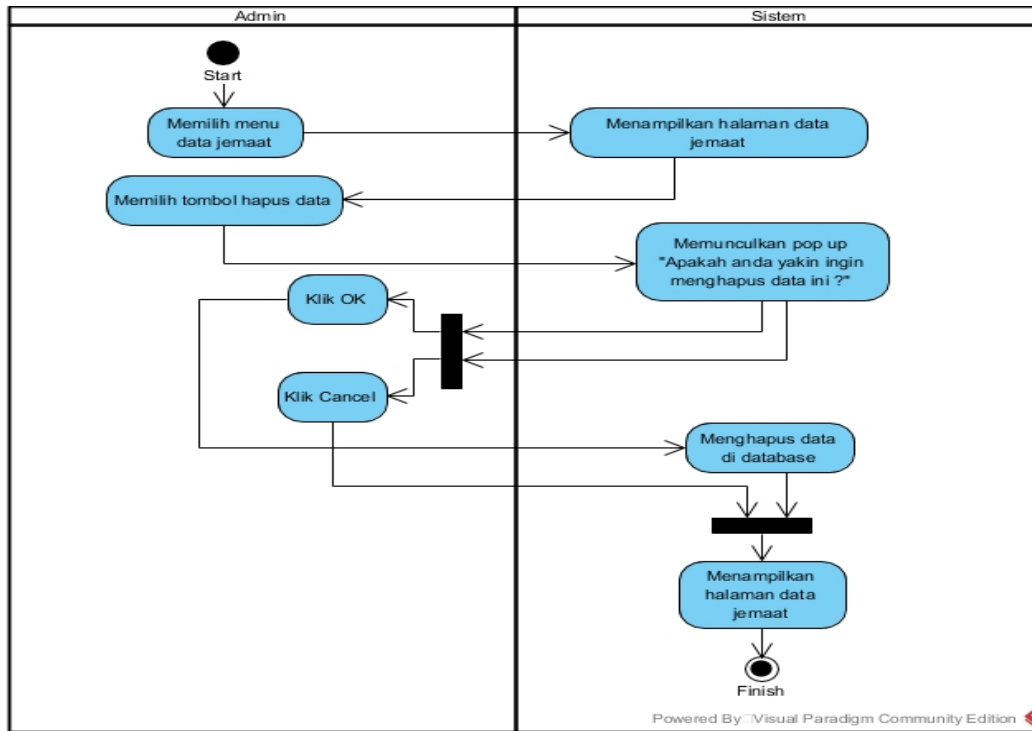 Admin
Sistem
Start
Memilih menu
data jemaat
Menampilkan halaman data
jemaat
Memilih tombol hapus data
Memunculkan pop up
"Apakah anda yakin ingin
menghapus data ini ?"
Klik OK
Klik Cancel
Menghapus data
di database
Menampilkan
halaman data
jemaat
Finish
Powered By Visual Paradigm Community Edition